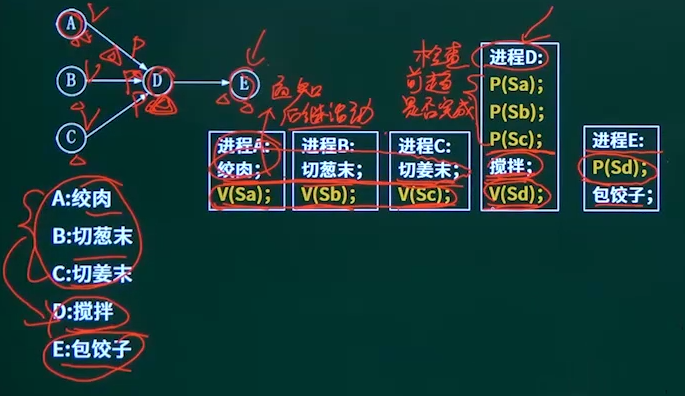 A
V
P
B
V
P
D
E
C
V
P
检查
前趋
是否完成
通知
后继活动
进程A:
绞肉;
V(Sa);
进程B:
切葱末;
V(Sb);
进程C:
切姜末;
V(Sc);
进程D:
P(Sa);
P(Sb);
P(Sc);
搅拌;
V(Sd);
进程E:
P(Sd);
包饺子;
A:绞肉
B:切葱末
C:切姜末
D:搅拌
E:包饺子